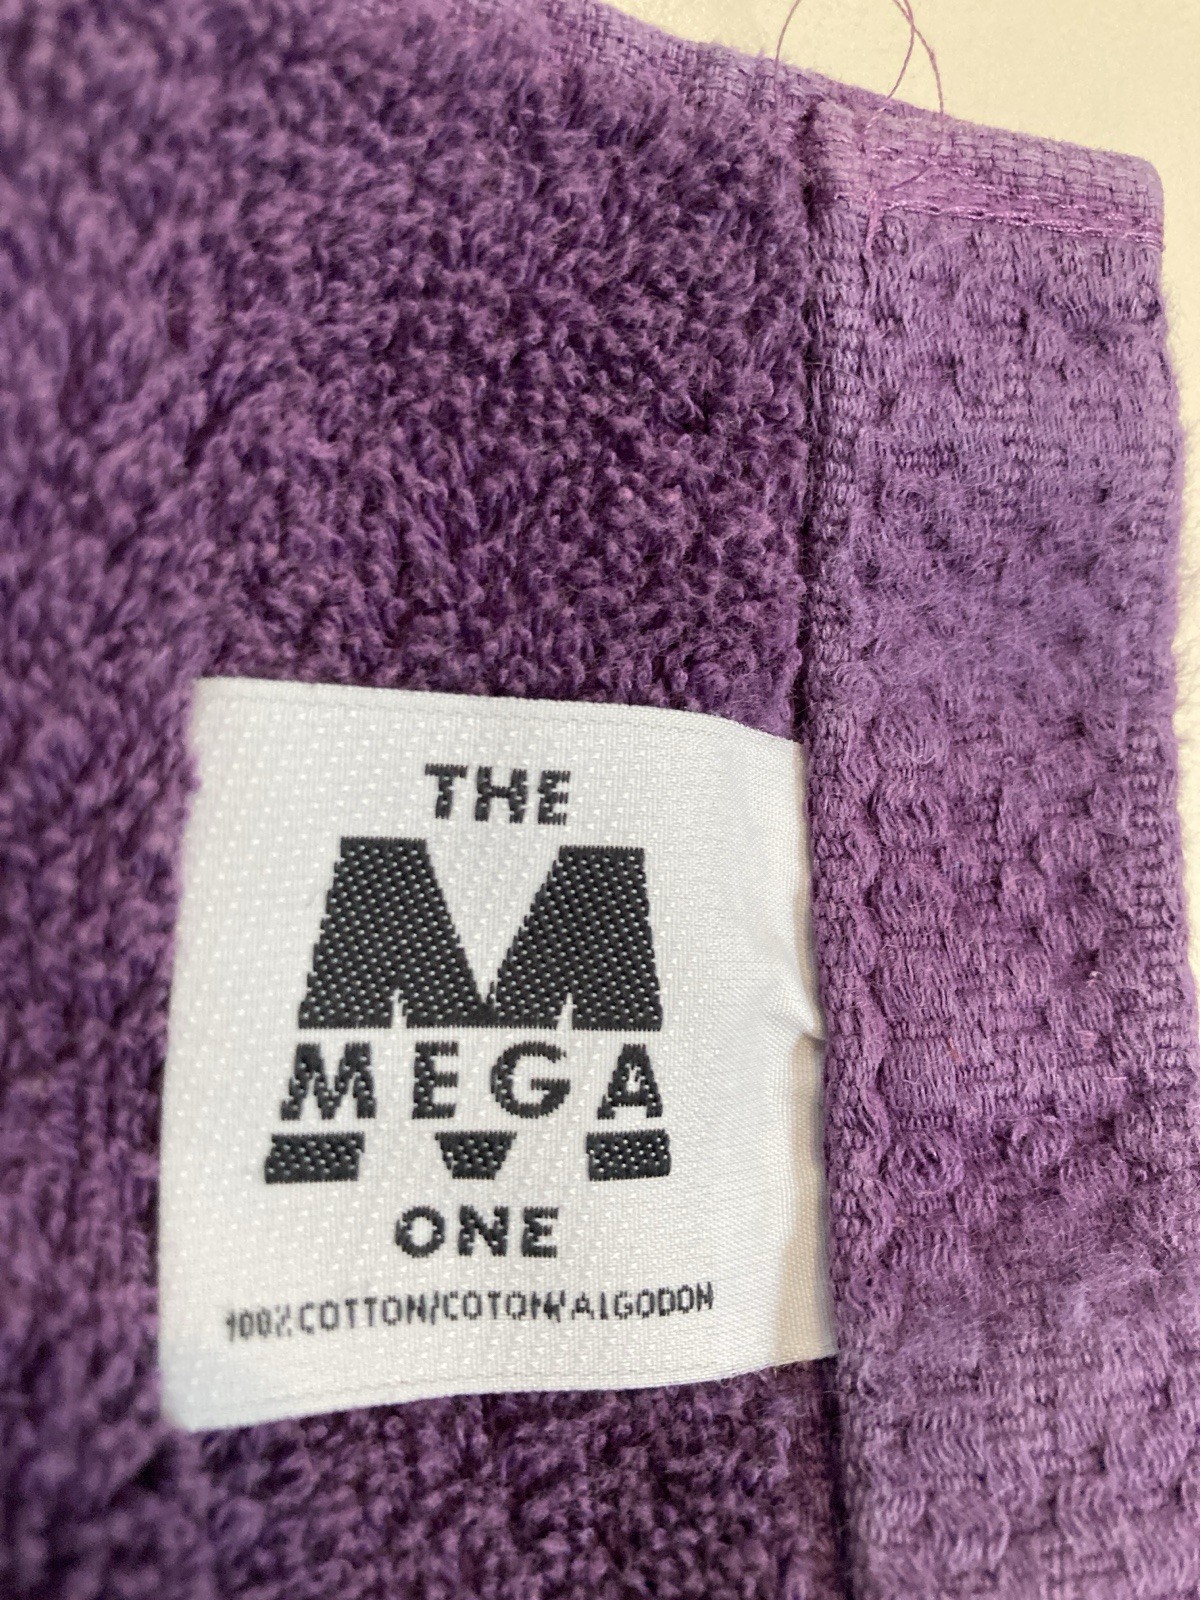 THE
M
MEGA
ONE
100% COTTON/COTON/ALGODON